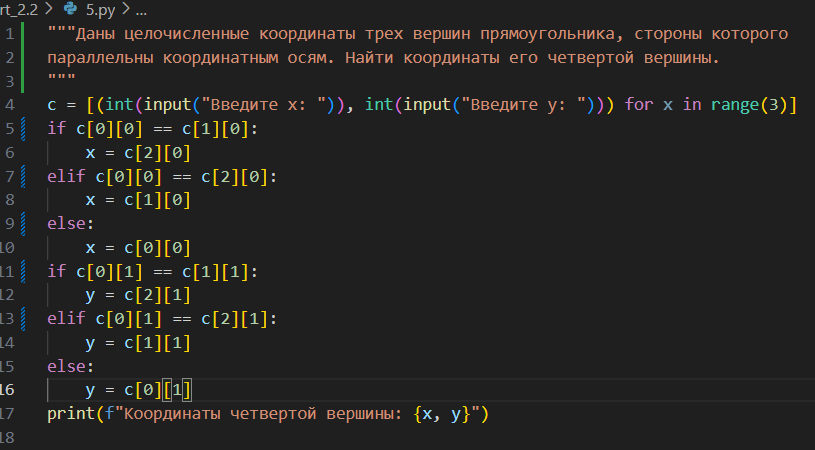 rt_2.2 > 5.py > ...
1 """Даны целочисленные координаты трех вершин прямоугольника, стороны которого
2 параллельны координатным осям. Найти координаты его четвертой вершины.
3 """
4 c = [(int(input("Введите x: ")), int(input("Введите y: "))) for x in range(3)]
5 if c[0][0] == c[1][0]:
6     x = c[2][0]
7 elif c[0][0] == c[2][0]:
8     x = c[1][0]
9 else:
10     x = c[0][0]
11 if c[0][1] == c[1][1]:
12     y = c[2][1]
13 elif c[0][1] == c[2][1]:
14     y = c[1][1]
15 else:
16     y = c[0][1]
17 print(f"Координаты четвертой вершины: {x, y}")
18